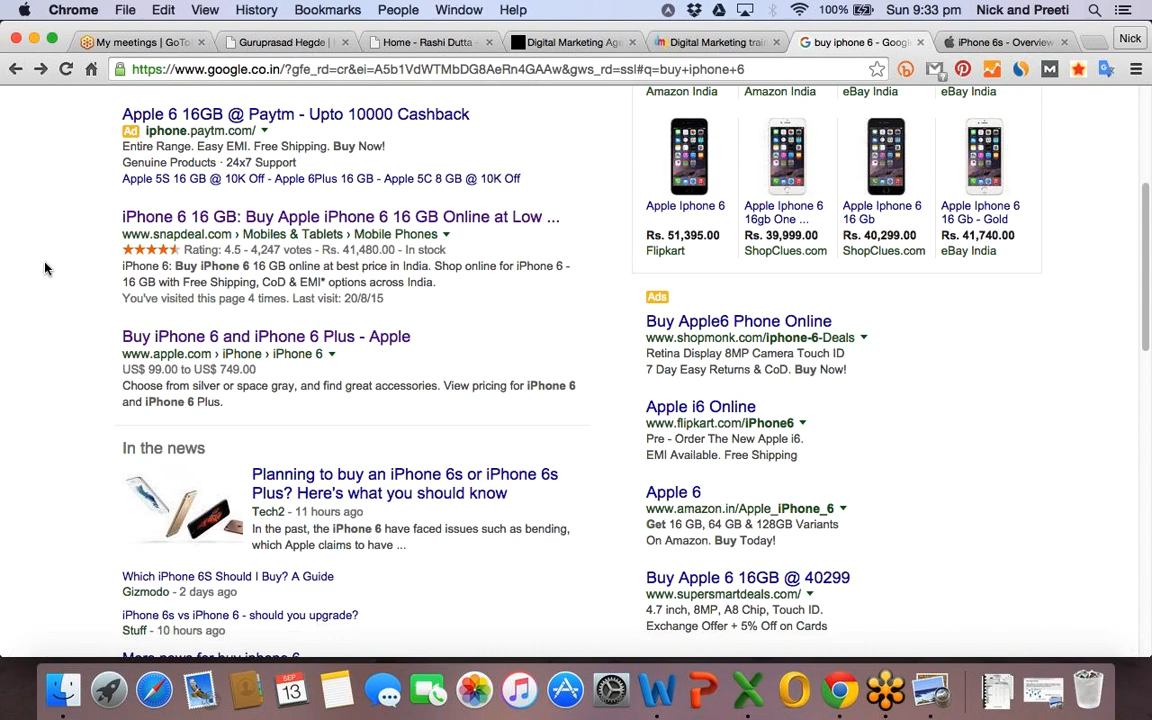 Chrome File Edit View History Bookmarks People Window Help 100% Sun 9:33 pm Nick and Preeti
My meetings | GoTo Guruprasad Hegde | Home - Rashi Dutta - Digital Marketing Age Digital Marketing train buy iphone 6 - Googl iPhone 6s - Overview Nick
https://www.google.co.in/?gfe_rd=cr&ei=A5b1VdWTMbDG8AeRn4GAAw&gws_rd=ssl#q=buy+iphone+6
Apple 6 16GB @ Paytm - Upto 10000 Cashback
Ad iphone.paytm.com/
Entire Range. Easy EMI. Free Shipping. Buy Now!
Genuine Products · 24x7 Support
Apple 5S 16 GB @ 10K Off - Apple 6Plus 16 GB - Apple 5C 8 GB @ 10K Off
iPhone 6 16 GB: Buy Apple iPhone 6 16 GB Online at Low ...
www.snapdeal.com › Mobiles & Tablets › Mobile Phones
Rating: 4.5 - 4,247 votes - Rs. 41,480.00 - In stock
iPhone 6: Buy iPhone 6 16 GB online at best price in India. Shop online for iPhone 6 -
16 GB with Free Shipping, CoD & EMI* options across India.
You've visited this page 4 times. Last visit: 20/8/15
Buy iPhone 6 and iPhone 6 Plus - Apple
www.apple.com › iPhone › iPhone 6
US$ 99.00 to US$ 749.00
Choose from silver or space gray, and find great accessories. View pricing for iPhone 6
and iPhone 6 Plus.
In the news
Planning to buy an iPhone 6s or iPhone 6s
Plus? Here's what you should know
Tech2 - 11 hours ago
In the past, the iPhone 6 have faced issues such as bending,
which Apple claims to have ...
Which iPhone 6S Should I Buy? A Guide
Gizmodo - 2 days ago
iPhone 6s vs iPhone 6 - should you upgrade?
Stuff - 10 hours ago
More news for buy iphone 6
Amazon India Amazon India eBay India eBay India
Apple Iphone 6
Rs. 51,395.00
Flipkart
Apple Iphone 6
16gb One ...
Rs. 39,999.00
ShopClues.com
Apple Iphone 6
16 Gb
Rs. 40,299.00
ShopClues.com
Apple Iphone 6
16 Gb - Gold
Rs. 41,740.00
eBay India
Ads
Buy Apple6 Phone Online
www.shopmonk.com/iphone-6-Deals
Retina Display 8MP Camera Touch ID
7 Day Easy Returns & CoD. Buy Now!
Apple i6 Online
www.flipkart.com/iPhone6
Pre - Order The New Apple i6.
EMI Available. Free Shipping
Apple 6
www.amazon.in/Apple_iPhone_6
Get 16 GB, 64 GB & 128GB Variants
On Amazon. Buy Today!
Buy Apple 6 16GB @ 40299
www.supersmartdeals.com/
4.7 inch, 8MP, A8 Chip, Touch ID.
Exchange Offer + 5% Off on Cards
SEP
13